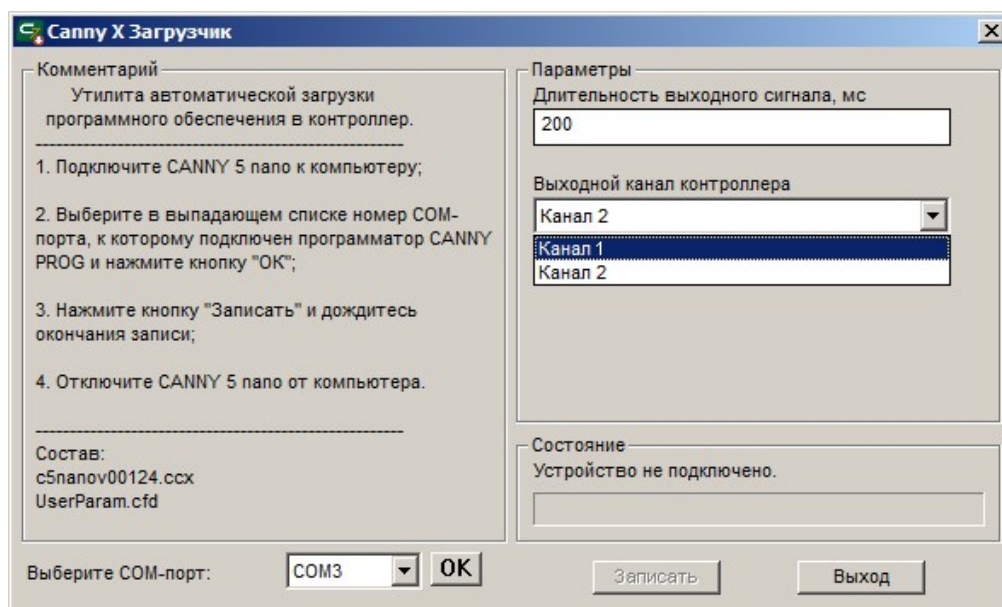 Canny X Загрузчик
Комментарий
Утилита автоматической загрузки
программного обеспечения в контроллер.
----------------------------------------------------
1. Подключите CANNY 5 nano к компьютеру;
2. Выберите в выпадающем списке номер COM-
порта, к которому подключен программатор CANNY
PROG и нажмите кнопку "ОК";
3. Нажмите кнопку "Записать" и дождитесь
окончания записи;
4. Отключите CANNY 5 nano от компьютера.
----------------------------------------------------
Состав:
c5nanov00124.ccx
UserParam.cfd
Параметры
Длительность выходного сигнала, мс
200
Выходной канал контроллера
Канал 2
Канал 1
Канал 2
Состояние
Устройство не подключено.
Выберите COM-порт:
COM3
OK
Записать
Выход